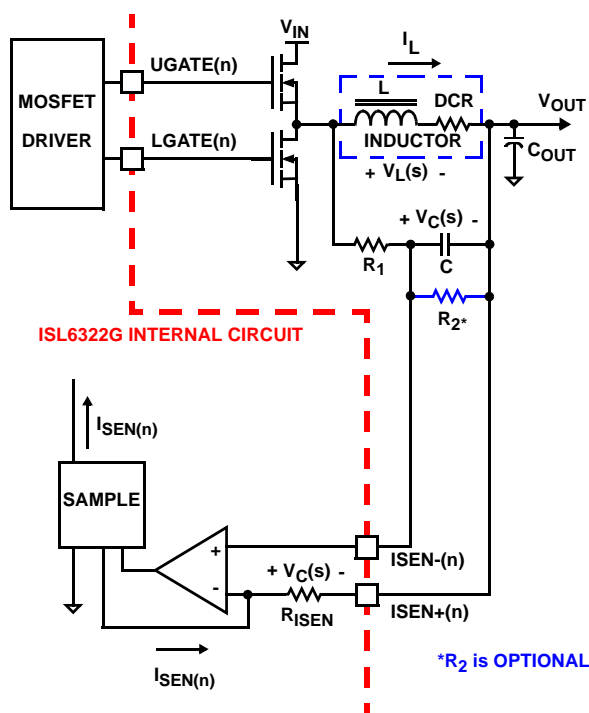 V_IN
I_L
UGATE(n)
MOSFET
DRIVER
L
DCR
V_OUT
LGATE(n)
INDUCTOR
C_OUT
+ V_L(s) -
+ V_C(s) -
R_1
C
R_2*
ISL6322G INTERNAL CIRCUIT
I_SEN(n)
SAMPLE
+
-
+ V_C(s) -
R_ISEN
ISEN-(n)
ISEN+(n)
I_SEN(n)
*R_2 is OPTIONAL